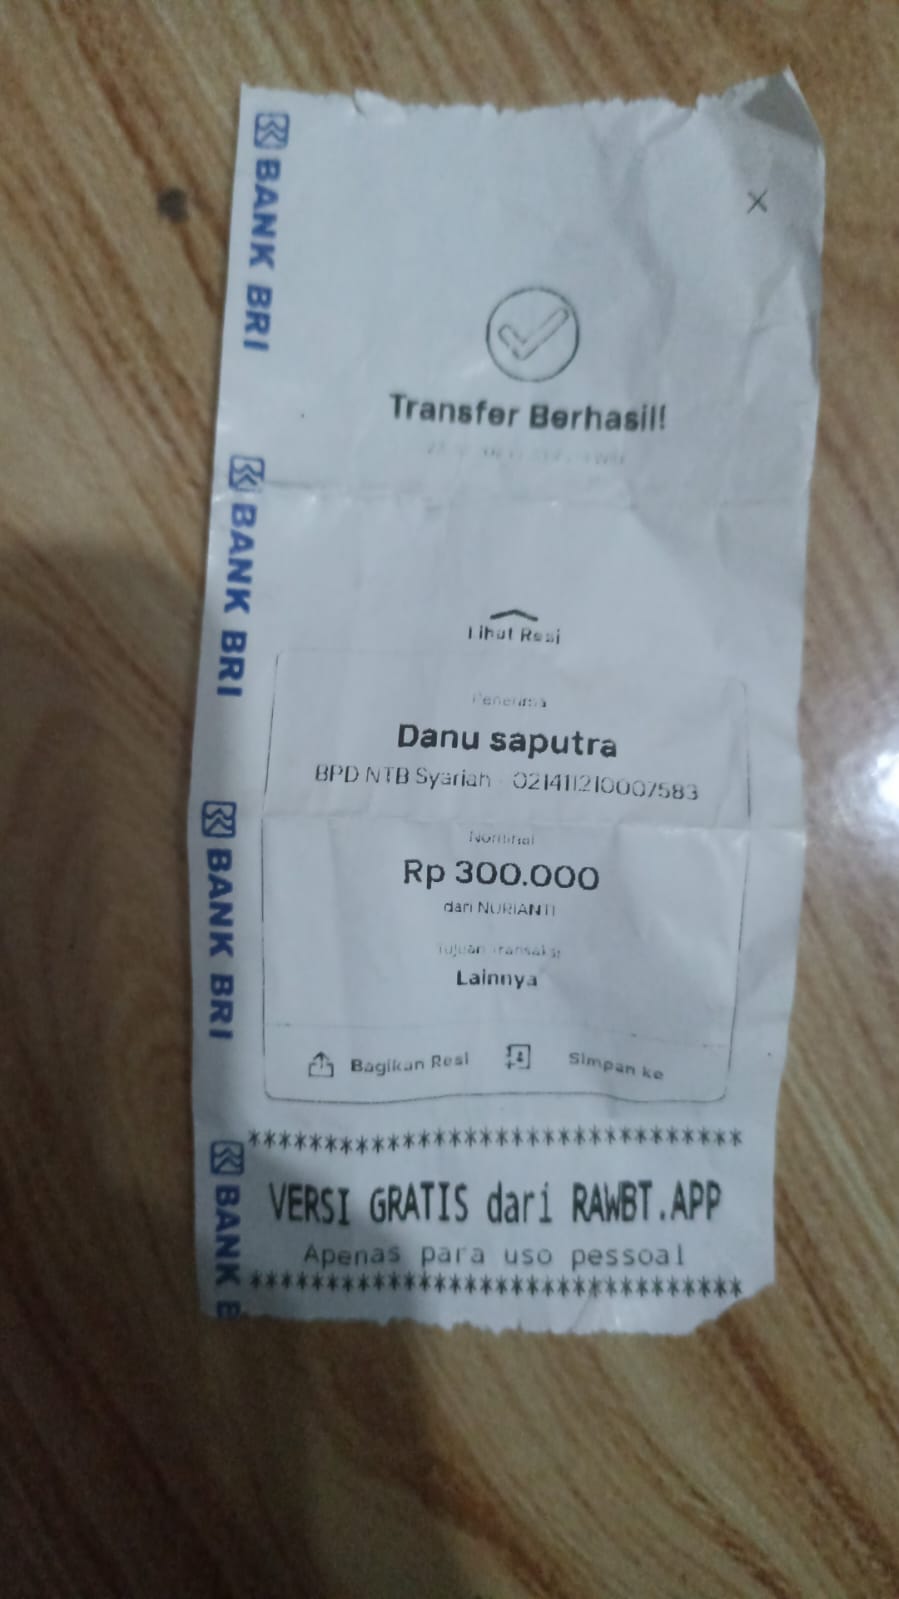 BANK BRI
BANK BRI
BANK BRI
BANK B
Transfer Berhasil!
Lihat Resi
Penerima
Danu saputra
BPD NTB Syariah - 021411210007583
Nominal
Rp 300.000
dari NURIANTI
Tujuan Transaksi
Lainnya
Bagikan Resi
Simpan ke
*********************************
VERSI GRATIS dari RAWBT.APP
Apenas para uso pessoal
*********************************